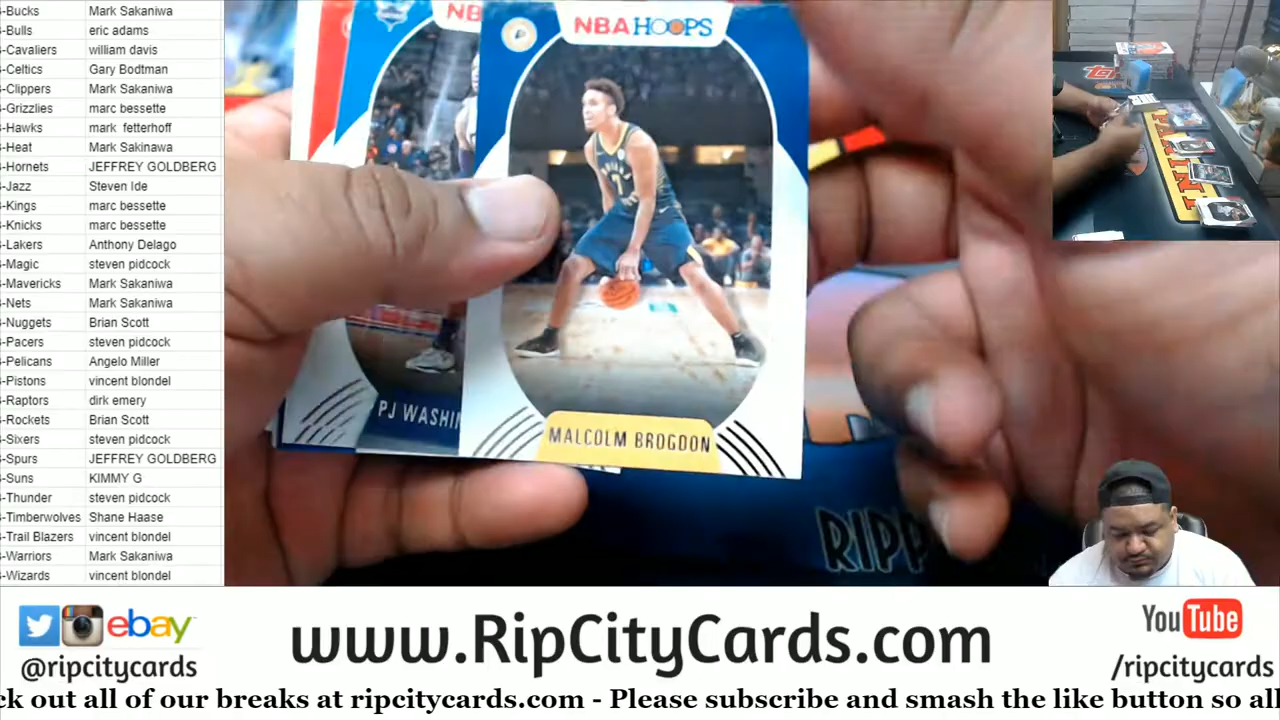 -Bucks Mark Sakaniwa
-Bulls eric adams
-Cavaliers william davis
-Celtics Gary Bodtman
-Clippers Mark Sakaniwa
-Grizzlies marc bessette
-Hawks mark fetterhoff
-Heat Mark Sakinawa
-Hornets JEFFREY GOLDBERG
-Jazz Steven Ide
-Kings marc bessette
-Knicks marc bessette
-Lakers Anthony Delago
-Magic steven pidcock
-Mavericks Mark Sakaniwa
-Nets Mark Sakaniwa
-Nuggets Brian Scott
-Pacers steven pidcock
-Pelicans Angelo Miller
-Pistons vincent blondel
-Raptors dirk emery
-Rockets Brian Scott
-Sixers steven pidcock
-Spurs JEFFREY GOLDBERG
-Suns KIMMY G
-Thunder steven pidcock
-Timberwolves Shane Haase
-Trail Blazers vincent blondel
-Warriors Mark Sakaniwa
-Wizards vincent blondel
NB
NBA HOOPS
PJ WASHIN
MALCOLM BROGDON
RIPP
ebay
@ripcitycards
www.RipCityCards.com
YouTube
/ripcitycards
ck out all of our breaks at ripcitycards.com - Please subscribe and smash the like button so all